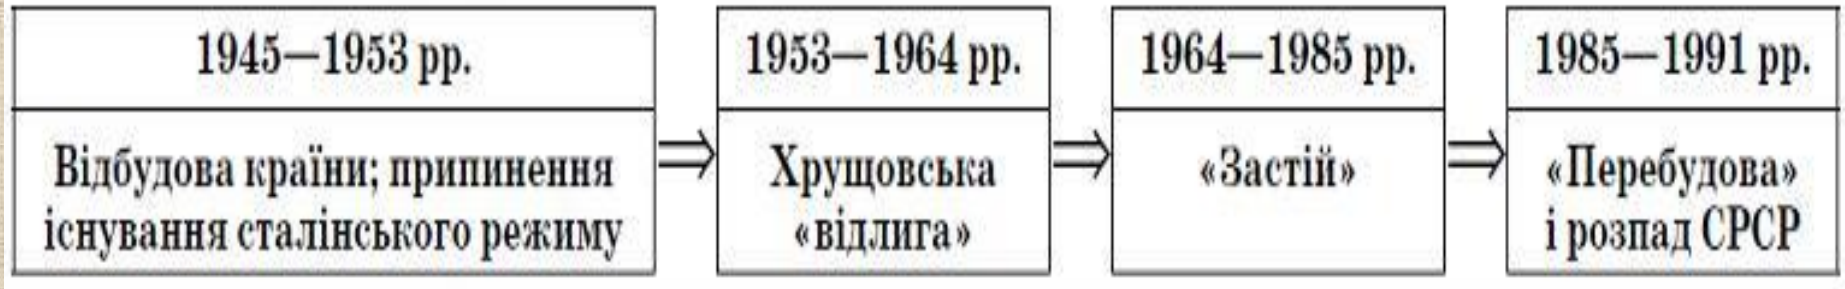 1945—1953 рр.
Відбудова країни; припинення
існування сталінського режиму
1953—1964 рр.
Хрущовська
«відлига»
1964—1985 рр.
«Застій»
1985—1991 рр.
«Перебудова»
і розпад СРСР